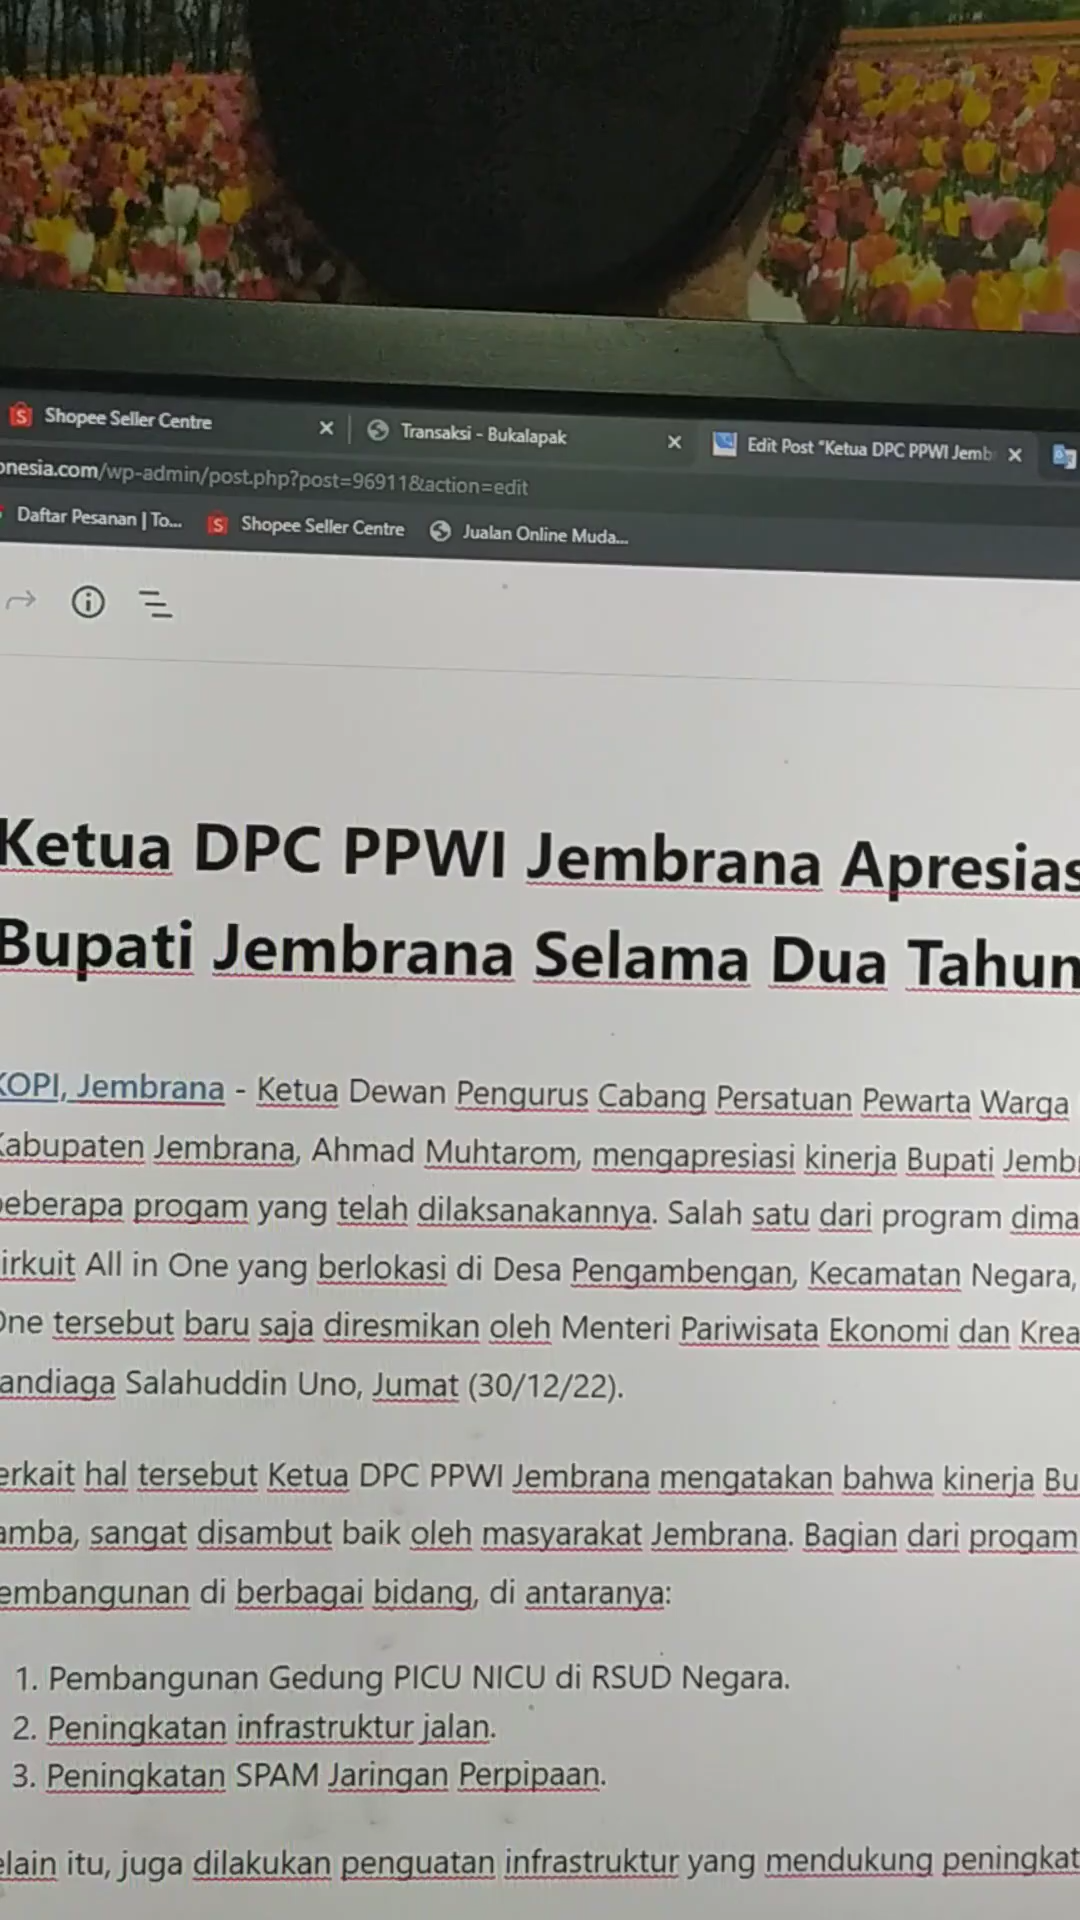 Shopee Seller Centre
Transaksi - Bukalapak
Edit Post "Ketua DPC PPWI Jemb
onesia.com/wp-admin/post.php?post=96911&action=edit
Daftar Pesanan | To...
Shopee Seller Centre
Jualan Online Muda...
Ketua DPC PPWI Jembrana Apresias
Bupati Jembrana Selama Dua Tahun
KOPI, Jembrana - Ketua Dewan Pengurus Cabang Persatuan Pewarta Warga
Kabupaten Jembrana, Ahmad Muhtarom, mengapresiasi kinerja Bupati Jembr
beberapa progam yang telah dilaksanakannya. Salah satu dari program dima
irkuit All in One yang berlokasi di Desa Pengambengan, Kecamatan Negara,
One tersebut baru saja diresmikan oleh Menteri Pariwisata Ekonomi dan Krea
andiaga Salahuddin Uno, Jumat (30/12/22).
erkait hal tersebut Ketua DPC PPWI Jembrana mengatakan bahwa kinerja Bu
amba, sangat disambut baik oleh masyarakat Jembrana. Bagian dari progam
embangunan di berbagai bidang, di antaranya:
1. Pembangunan Gedung PICU NICU di RSUD Negara.
2. Peningkatan infrastruktur jalan.
3. Peningkatan SPAM Jaringan Perpipaan.
elain itu, juga dilakukan penguatan infrastruktur yang mendukung peningkat